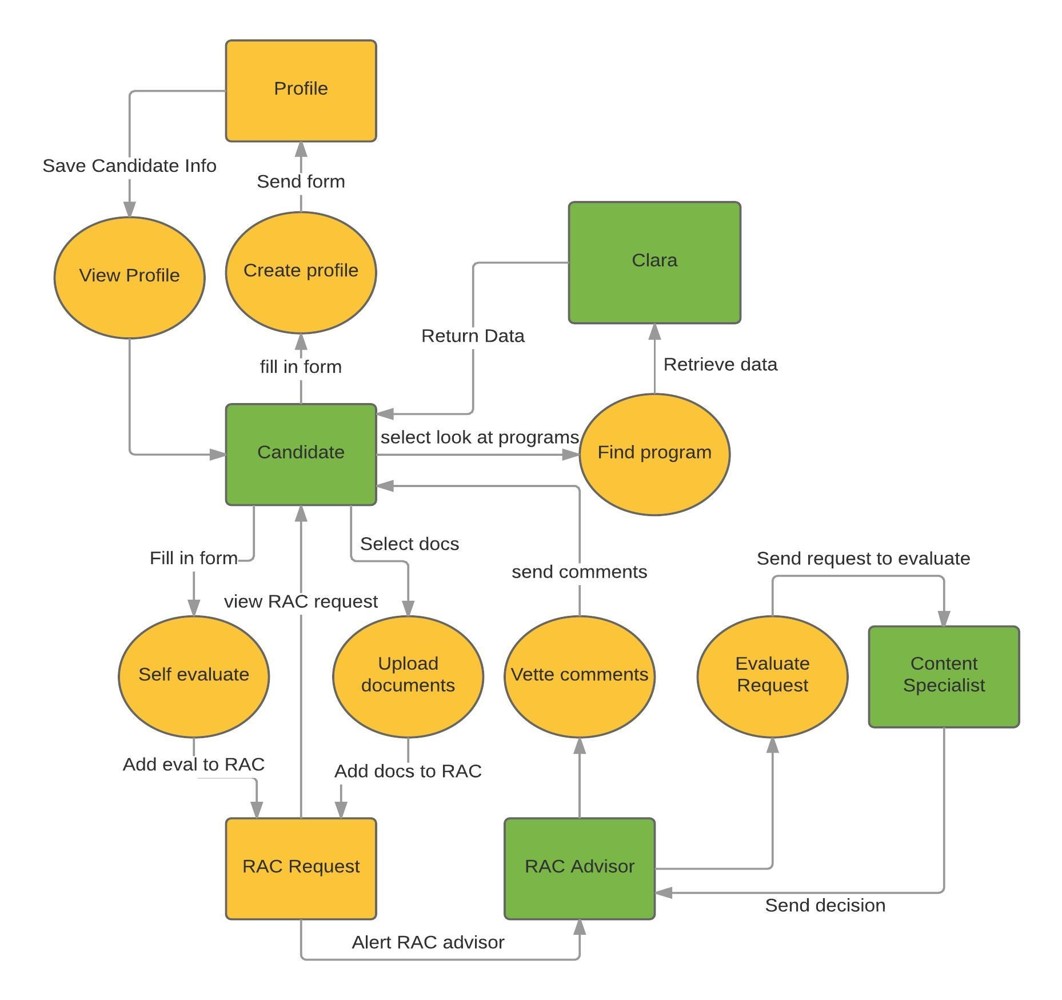 Profile
Save Candidate Info
Send form
View Profile
Create profile
Clara
Return Data
fill in form
Retrieve data
select look at programs
Candidate
Find program
Fill in form
Select docs
view RAC request
send comments
Send request to evaluate
Self evaluate
Upload
documents
Vette comments
Evaluate
Request
Content
Specialist
Add eval to RAC
Add docs to RAC
RAC Request
RAC Advisor
Send decision
Alert RAC advisor